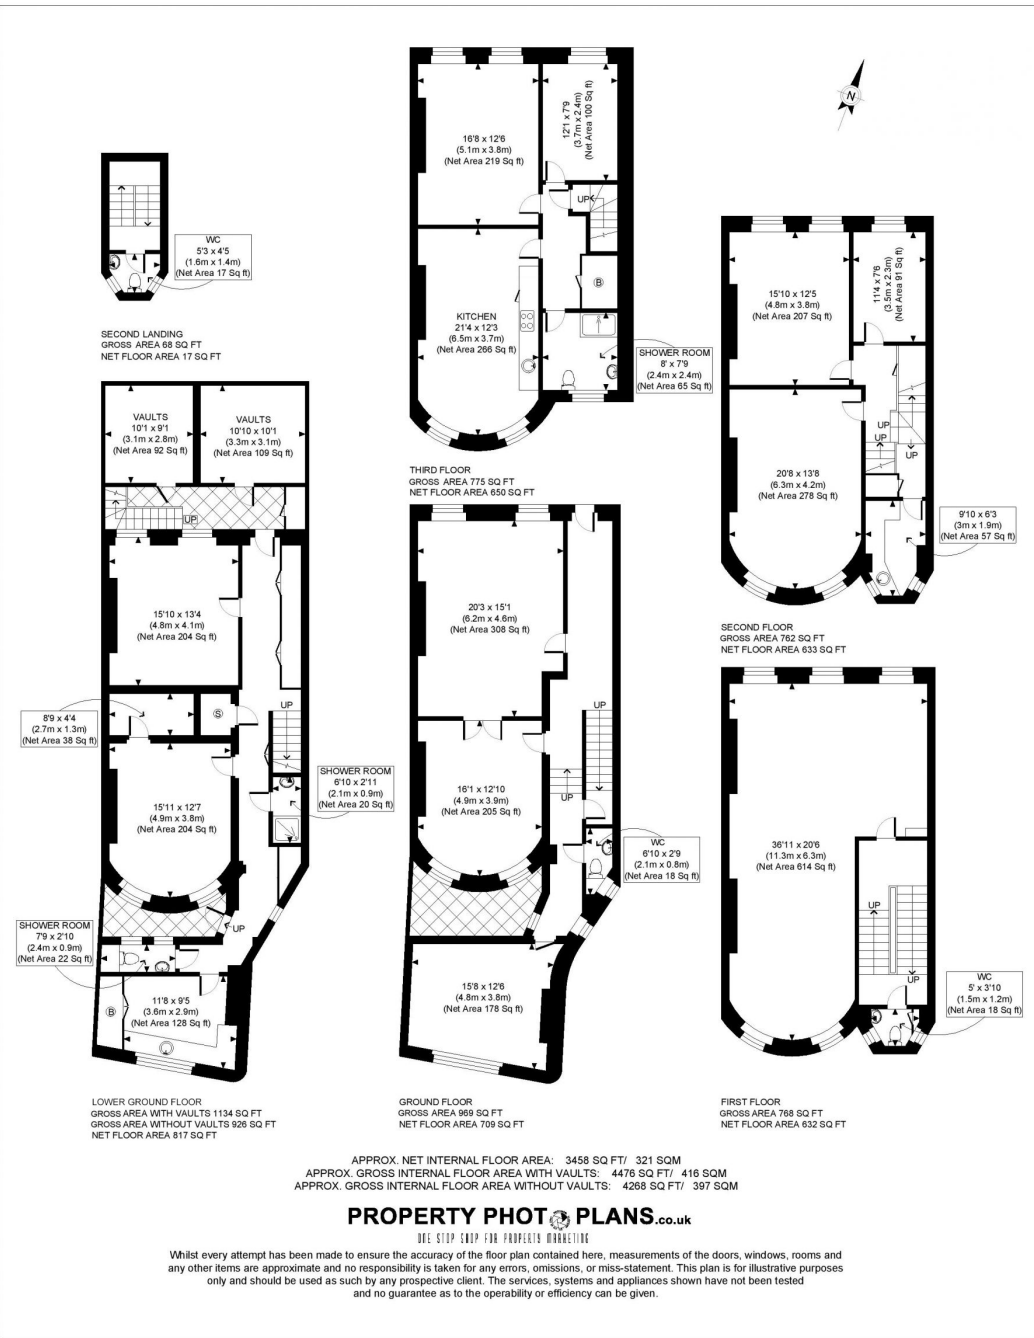 16'8 x 12'6
(5.1m x 3.8m)
(Net Area 219 Sq ft)
12'1 x 7'9
(3.7m x 2.4m)
(Net Area 100 Sq ft)
UP
KITCHEN
21'4 x 12'3
(6.5m x 3.7m)
(Net Area 266 Sq ft)
B
SHOWER ROOM
8' x 7'9
(2.4m x 2.4m)
(Net Area 65 Sq ft)
THIRD FLOOR
GROSS AREA 775 SQ FT
NET FLOOR AREA 650 SQ FT
N
WC
5'3 x 4'5
(1.6m x 1.4m)
(Net Area 17 Sq ft)
SECOND LANDING
GROSS AREA 68 SQ FT
NET FLOOR AREA 17 SQ FT
15'10 x 12'5
(4.8m x 3.8m)
(Net Area 207 Sq ft)
11'4 x 7'6
(3.5m x 2.3m)
(Net Area 91 Sq ft)
UP
UP
UP
20'8 x 13'8
(6.3m x 4.2m)
(Net Area 278 Sq ft)
9'10 x 6'3
(3m x 1.9m)
(Net Area 57 Sq ft)
SECOND FLOOR
GROSS AREA 762 SQ FT
NET FLOOR AREA 633 SQ FT
VAULTS
10'1 x 9'1
(3.1m x 2.8m)
(Net Area 92 Sq ft)
VAULTS
10'10 x 10'1
(3.3m x 3.1m)
(Net Area 109 Sq ft)
UP
15'10 x 13'4
(4.8m x 4.1m)
(Net Area 204 Sq ft)
8'9 x 4'4
(2.7m x 1.3m)
(Net Area 38 Sq ft)
S
UP
SHOWER ROOM
6'10 x 2'11
(2.1m x 0.9m)
(Net Area 20 Sq ft)
15'11 x 12'7
(4.9m x 3.8m)
(Net Area 204 Sq ft)
UP
SHOWER ROOM
7'9 x 2'10
(2.4m x 0.9m)
(Net Area 22 Sq ft)
11'8 x 9'5
(3.6m x 2.9m)
(Net Area 128 Sq ft)
B
LOWER GROUND FLOOR
GROSS AREA WITH VAULTS 1134 SQ FT
GROSS AREA WITHOUT VAULTS 926 SQ FT
NET FLOOR AREA 817 SQ FT
20'3 x 15'1
(6.2m x 4.6m)
(Net Area 308 Sq ft)
UP
16'1 x 12'10
(4.9m x 3.9m)
(Net Area 205 Sq ft)
UP
WC
6'10 x 2'9
(2.1m x 0.8m)
(Net Area 18 Sq ft)
15'8 x 12'6
(4.8m x 3.8m)
(Net Area 178 Sq ft)
GROUND FLOOR
GROSS AREA 969 SQ FT
NET FLOOR AREA 709 SQ FT
36'11 x 20'6
(11.3m x 6.3m)
(Net Area 614 Sq ft)
UP
UP
WC
5' x 3'10
(1.5m x 1.2m)
(Net Area 18 Sq ft)
FIRST FLOOR
GROSS AREA 768 SQ FT
NET FLOOR AREA 632 SQ FT
APPROX. NET INTERNAL FLOOR AREA: 3458 SQ FT/ 321 SQM
APPROX. GROSS INTERNAL FLOOR AREA WITH VAULTS: 4476 SQ FT/ 416 SQM
APPROX. GROSS INTERNAL FLOOR AREA WITHOUT VAULTS: 4268 SQ FT/ 397 SQM
PROPERTY PHOTO PLANS.co.uk
ONE STOP SHOP FOR PROPERTY MARKETING
Whilst every attempt has been made to ensure the accuracy of the floor plan contained here, measurements of the doors, windows, rooms and
any other items are approximate and no responsibility is taken for any errors, omissions, or miss-statement. This plan is for illustrative purposes
only and should be used as such by any prospective client. The services, systems and appliances shown have not been tested
and no guarantee as to the operability or efficiency can be given.